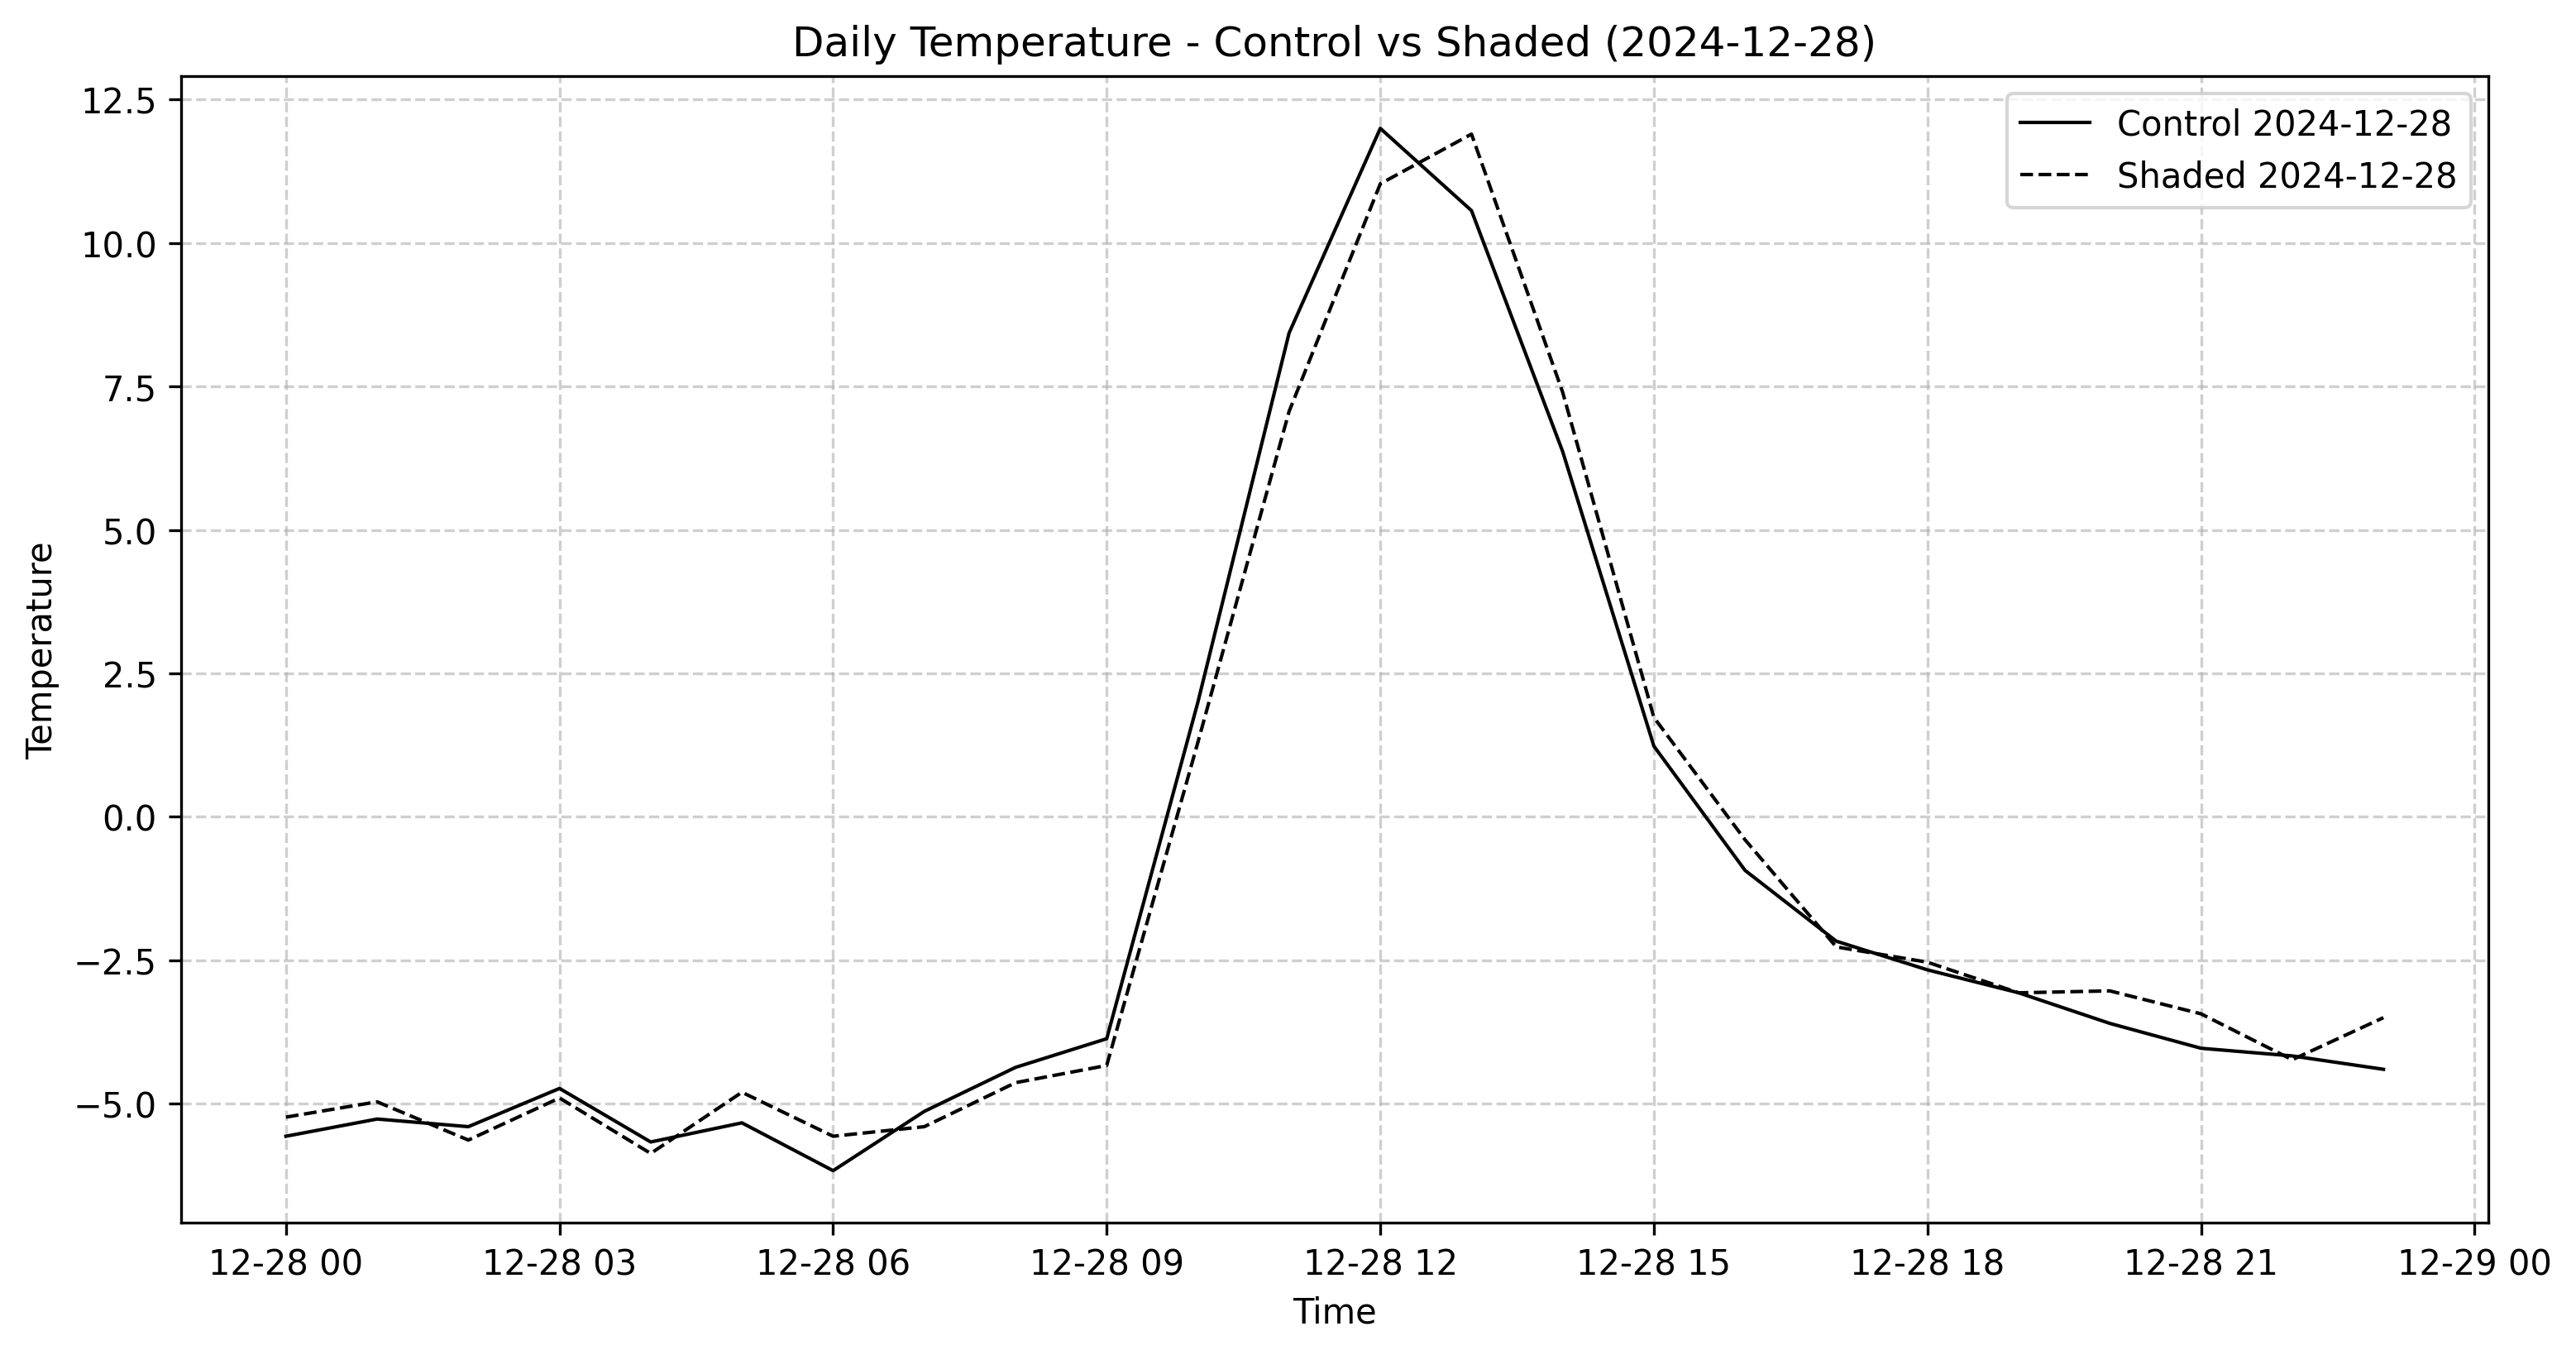 Daily Temperature - Control vs Shaded (2024-12-28)
Control 2024-12-28
Shaded 2024-12-28
Temperature
12.5
10.0
7.5
5.0
2.5
0.0
−2.5
−5.0
12-28 00 12-28 03 12-28 06 12-28 09 12-28 12 12-28 15 12-28 18 12-28 21 12-29 00
Time